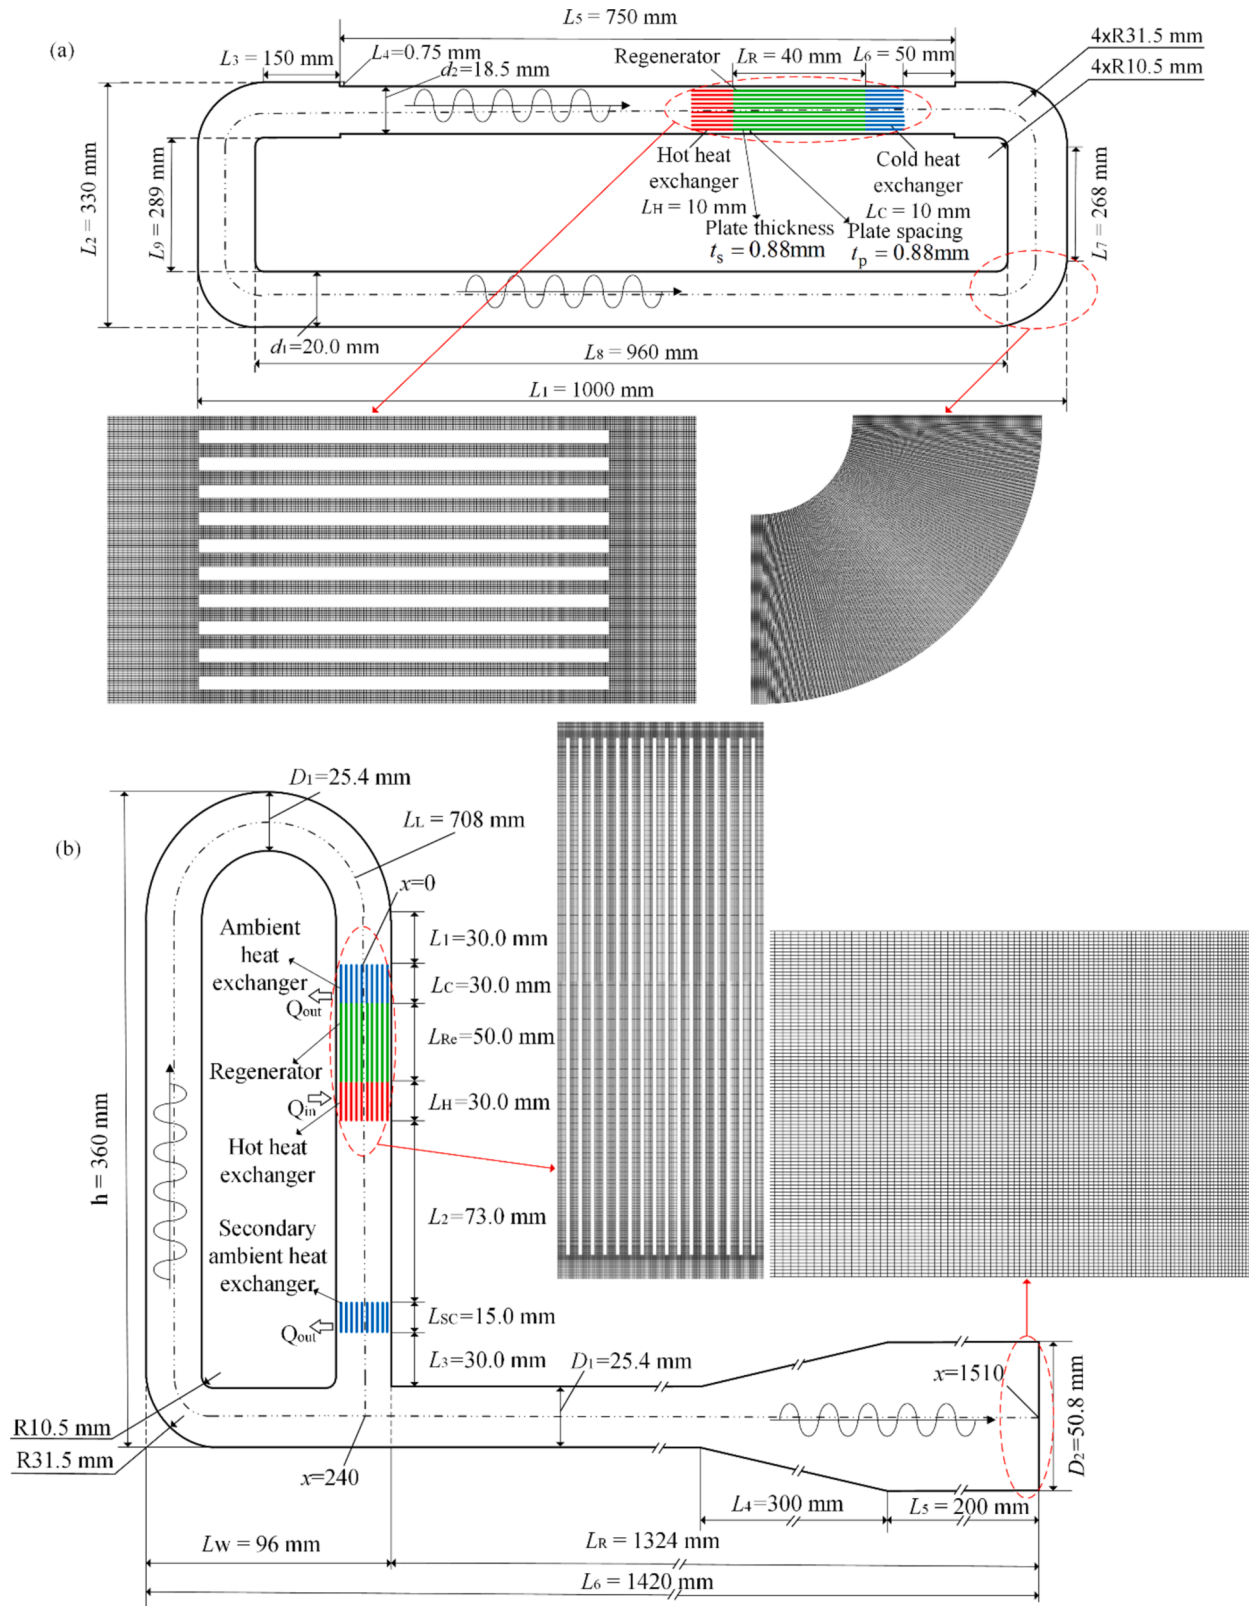 (a)
L5 = 750 mm
L3 = 150 mm
L4=0.75 mm
d2=18.5mm
Regenerator
LR = 40 mm
L6 = 50 mm
4xR31.5 mm
4xR10.5 mm
L2 = 330 mm
L9 = 289 mm
Hot heat
exchanger
LH = 10 mm
Cold heat
exchanger
LC = 10 mm
Plate thickness
ts = 0.88mm
Plate spacing
tp = 0.88mm
L7 = 268 mm
d1=20.0 mm
L8 = 960 mm
L1 = 1000 mm
(b)
D1=25.4 mm
LL = 708 mm
x=0
Ambient
heat
exchanger
Qout
Regenerator
Qin
Hot heat
exchanger
Secondary
ambient heat
exchanger
Qout
h = 360 mm
L1=30.0 mm
LC=30.0 mm
LRe=50.0 mm
LH=30.0 mm
L2=73.0 mm
LSC=15.0 mm
L3=30.0 mm
D1=25.4 mm
x=1510
D2=50.8 mm
R10.5 mm
R31.5 mm
x=240
L4=300 mm
L5 = 200 mm
LW = 96 mm
LR = 1324 mm
L6 = 1420 mm